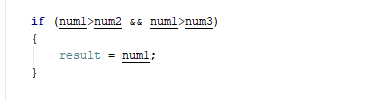 if (num1>num2 && num1>num3)
{
result = num1;
}